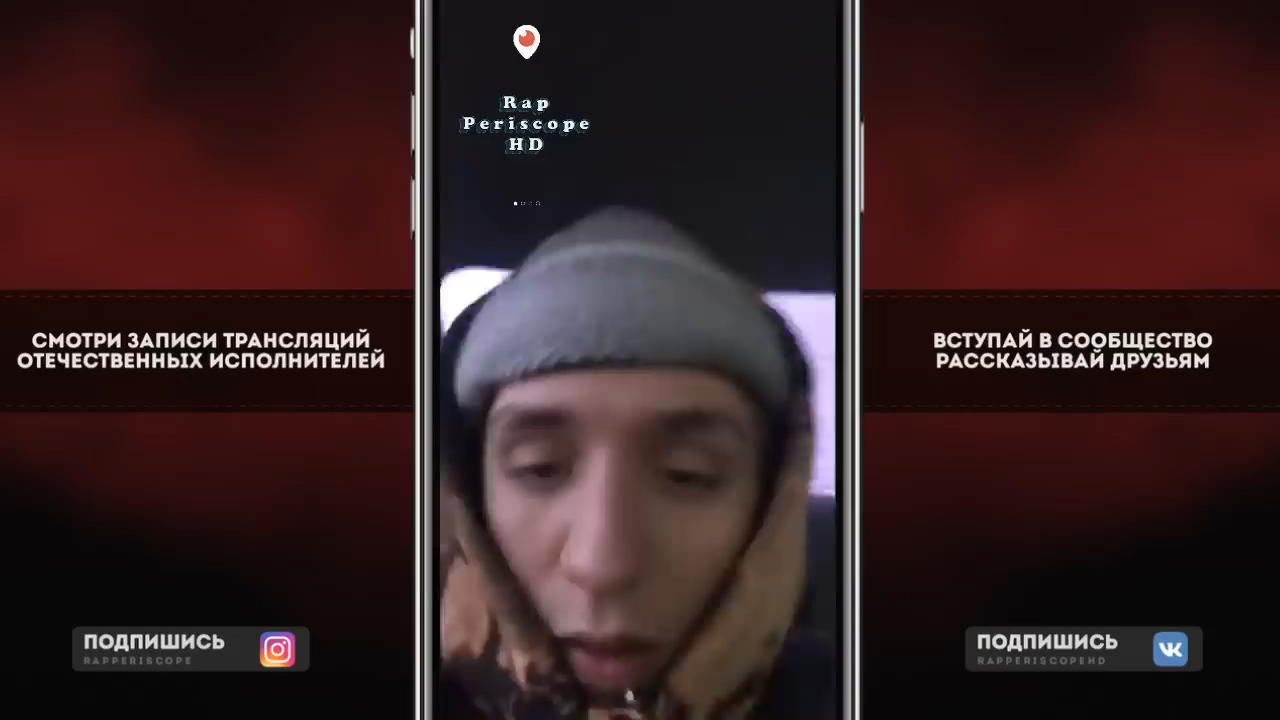 Rap
Periscope
HD
СМОТРИ ЗАПИСИ ТРАНСЛЯЦИЙ
ОТЕЧЕСТВЕННЫХ ИСПОЛНИТЕЛЕЙ
ВСТУПАЙ В СООБЩЕСТВО
РАССКАЗЫВАЙ ДРУЗЬЯМ
ПОДПИШИСЬ
RAPPERISCOPE
ПОДПИШИСЬ
RAPPERISCOPEHD